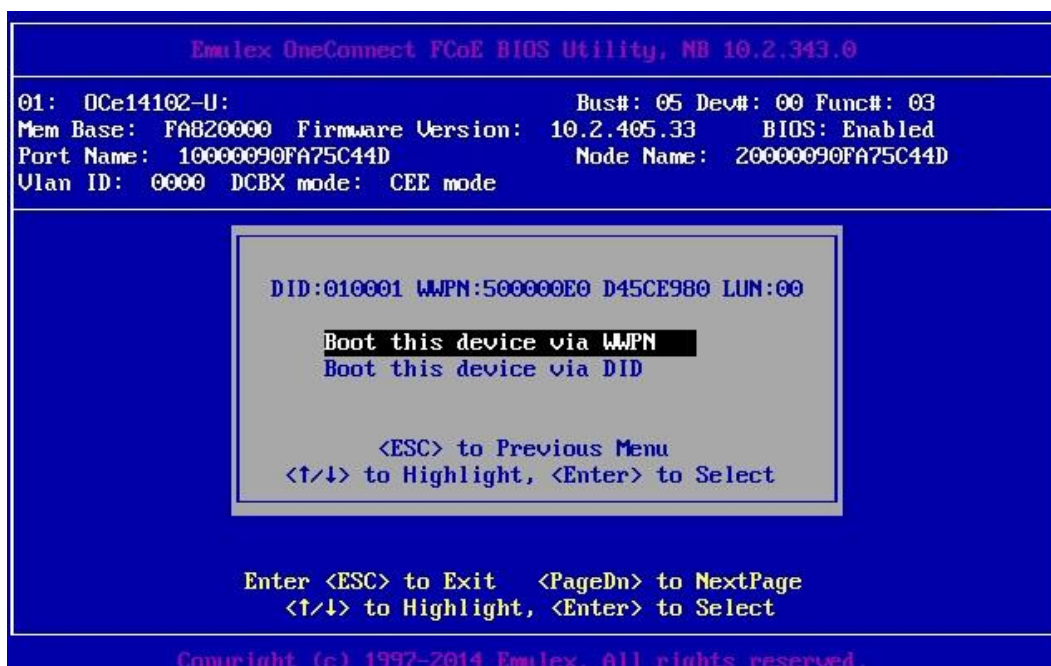 Emulex OneConnect FCoE BIOS Utility, NB 10.2.343.0
01: OCe14102-U: Bus#: 05 Dev#: 00 Func#: 03
Mem Base: FA820000 Firmware Version: 10.2.405.33 BIOS: Enabled
Port Name: 10000090FA75C44D Node Name: 20000090FA75C44D
Vlan ID: 0000 DCBX mode: CEE mode
DID:010001 WWPN:500000E0 D45CE980 LUN:00
Boot this device via WWPN
Boot this device via DID
<ESC> to Previous Menu
<↑/↓> to Highlight, <Enter> to Select
Enter <ESC> to Exit <PageDn> to NextPage
<↑/↓> to Highlight, <Enter> to Select
Copyright (c) 1997-2014 Emulex. All rights reserved.